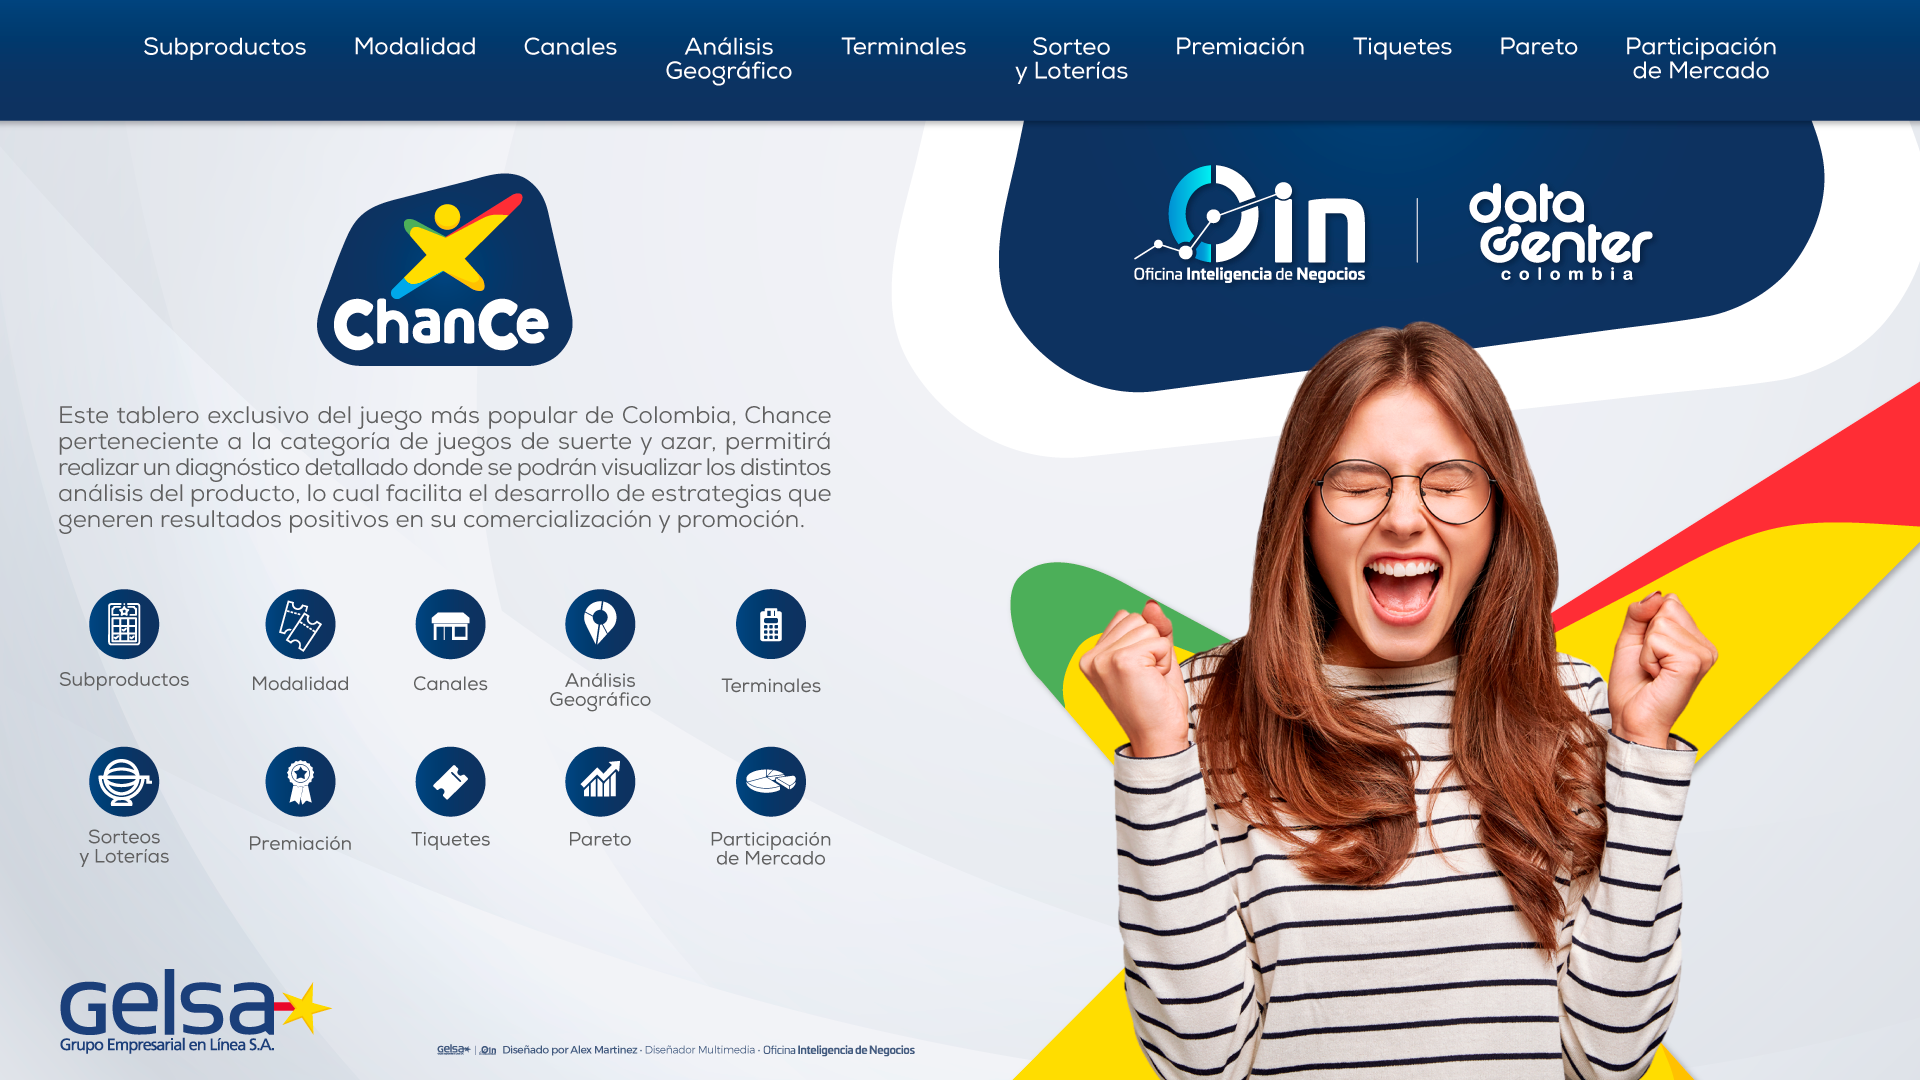 Subproductos
Modalidad
Canales
Análisis
Geográfico
Terminales
Sorteo
y Loterías
Premiación
Tiquetes
Pareto
Participación
de Mercado
ChanCe
Oin
Oficina Inteligencia de Negocios
data
center
colombia
Este tablero exclusivo del juego más popular de Colombia, Chance
perteneciente a la categoría de juegos de suerte y azar, permitirá
realizar un diagnóstico detallado donde se podrán visualizar los distintos
análisis del producto, lo cual facilita el desarrollo de estrategias que
generen resultados positivos en su comercialización y promoción.
Subproductos
Modalidad
Canales
Análisis
Geográfico
Terminales
Sorteos
y Loterías
Premiación
Tiquetes
Pareto
Participación
de Mercado
Gelsa
Grupo Empresarial en Línea S.A.
Gelsa | Oin Diseñado por Alex Martinez - Diseñador Multimedia - Oficina Inteligencia de Negocios